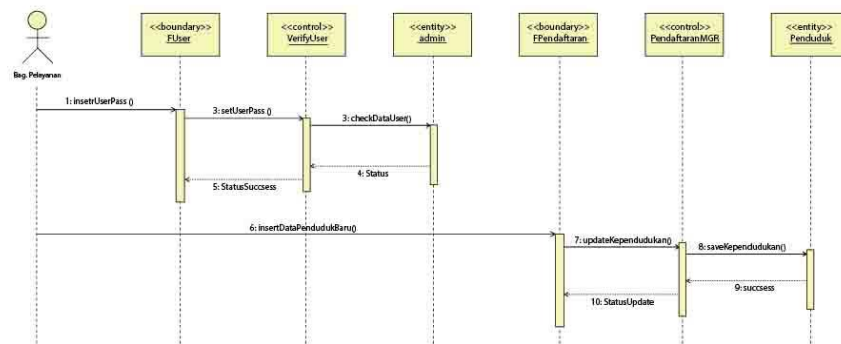 <<boundary>>
FUser
<<control>>
VerifyUser
<<entity>>
admin
<<boundary>>
FPendaftaran
<<control>>
PendaftaranMGR
<<entity>>
Penduduk
Bag. Pelayanan
1: insetrUserPass ()
3: setUserPass ()
3: checkDataUser()
4: Status
5: StatusSuccsess
6: insertDataPendudukBaru()
7: updateKependudukan()
8: saveKependudukan()
9: succsess
10: StatusUpdate